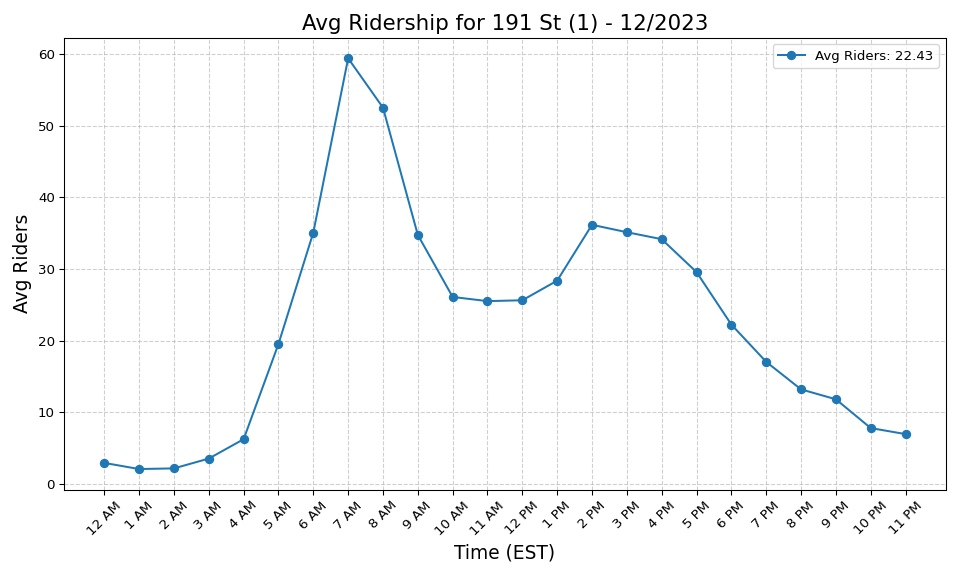 Avg Ridership for 191 St (1) - 12/2023
Avg Riders: 22.43
Avg Riders
60
50
40
30
20
10
0
12 AM
1 AM
2 AM
3 AM
4 AM
5 AM
6 AM
7 AM
8 AM
9 AM
10 AM
11 AM
12 PM
1 PM
2 PM
3 PM
4 PM
5 PM
6 PM
7 PM
8 PM
9 PM
10 PM
11 PM
Time (EST)